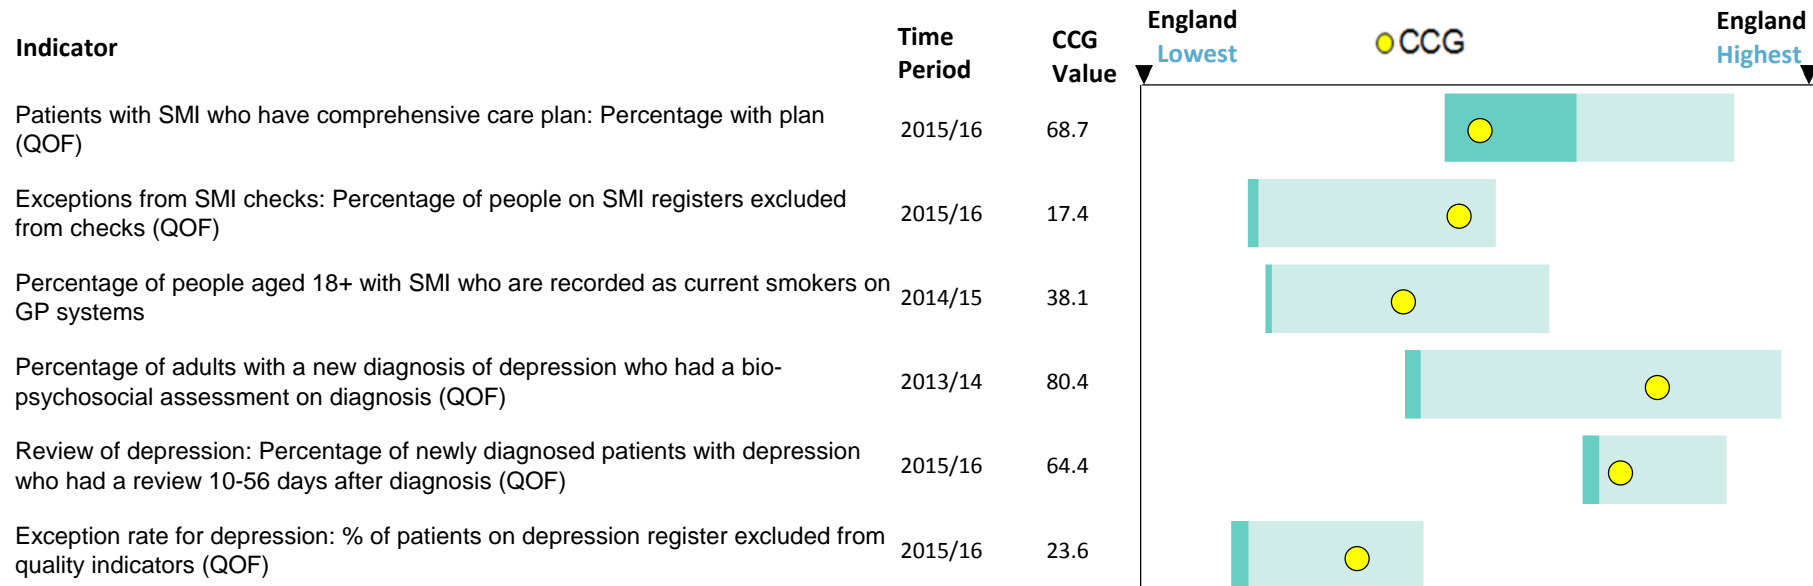 Indicator
Time
Period
CCG
Value
England
Lowest
CCG
England
Highest
Patients with SMI who have comprehensive care plan: Percentage with plan
(QOF)
2015/16
68.7
Exceptions from SMI checks: Percentage of people on SMI registers excluded
from checks (QOF)
2015/16
17.4
Percentage of people aged 18+ with SMI who are recorded as current smokers on
GP systems
2014/15
38.1
Percentage of adults with a new diagnosis of depression who had a bio-
psychosocial assessment on diagnosis (QOF)
2013/14
80.4
Review of depression: Percentage of newly diagnosed patients with depression
who had a review 10-56 days after diagnosis (QOF)
2015/16
64.4
Exception rate for depression: % of patients on depression register excluded from
quality indicators (QOF)
2015/16
23.6